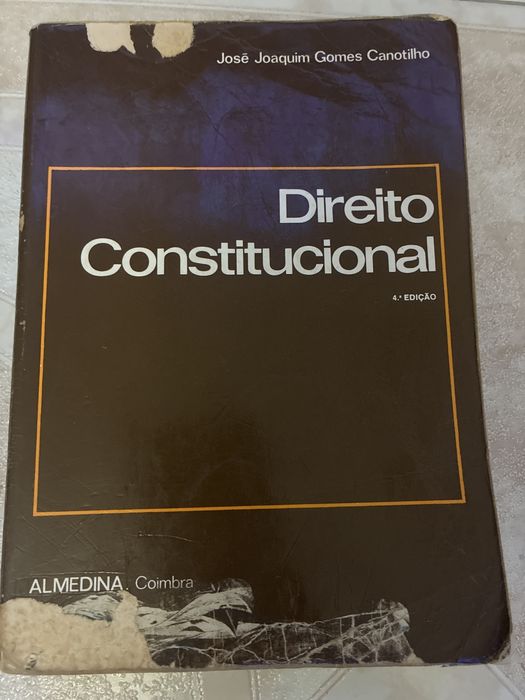 José Joaquim Gomes Canotilho
Direito
Constitucional
4.ª EDIÇÃO
ALMEDINA. Coimbra